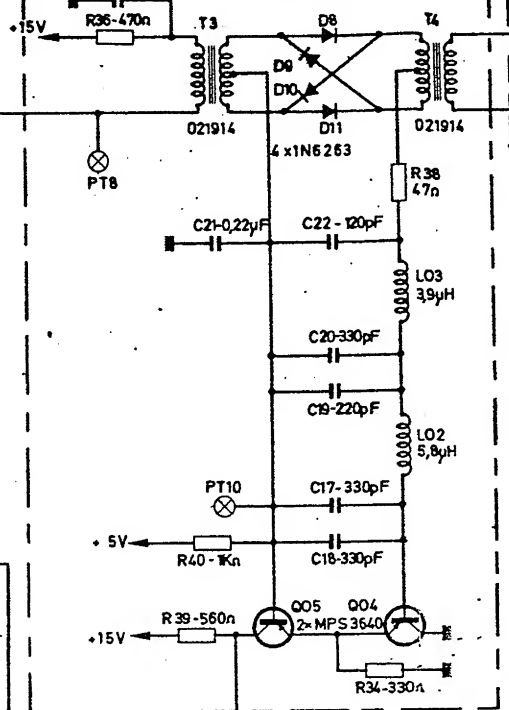 R36-470n
+15V
T3
D8
T4
D9
D10
D11
021914
021914
4x1N6263
PT8
R38
47n
C21-0,22µF
C22-120pF
L03
3,9µH
C20-330pF
C19-220pF
L02
5,8µH
PT10
C17-330pF
+5V
R40-1Kn
C18-330pF
R39-560n
Q05
Q04
2xMPS3640
+15V
R34-330n